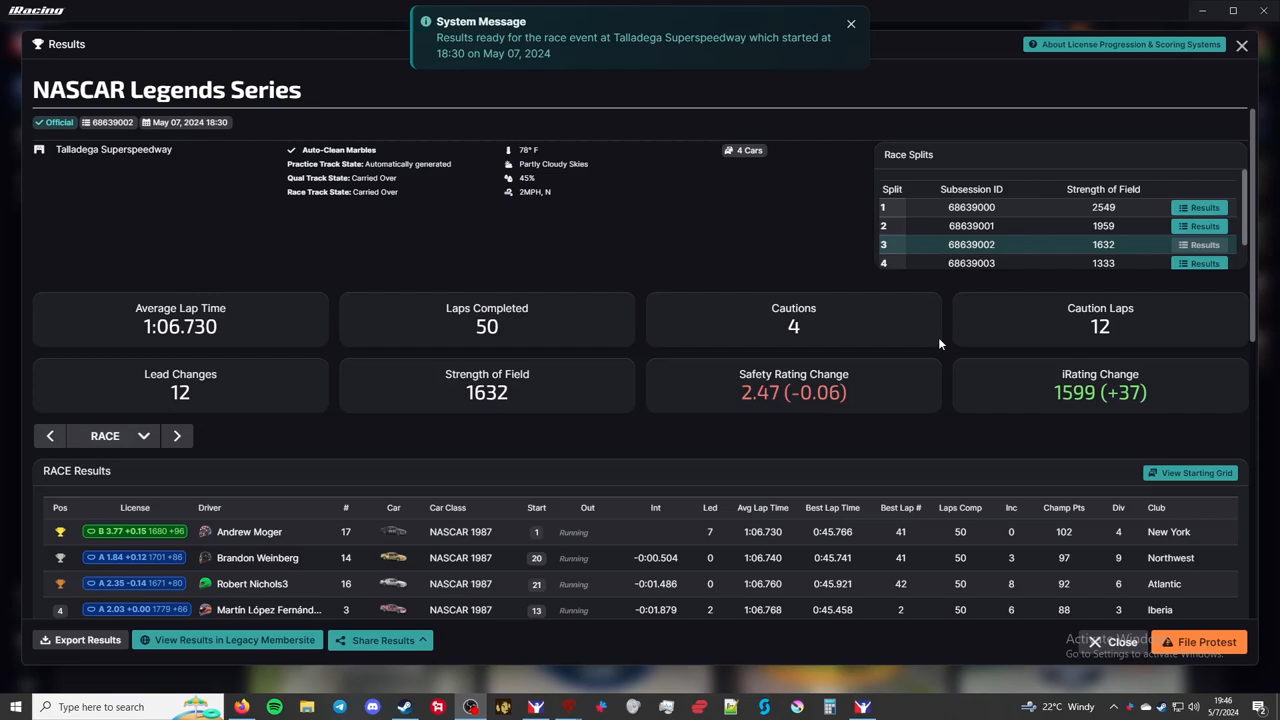 iRacing
System Message
Results ready for the race event at Talladega Superspeedway which started at
18:30 on May 07, 2024
Results
About License Progression & Scoring Systems
NASCAR Legends Series
Official 68639002 May 07, 2024 18:30
Talladega Superspeedway
Auto-Clean Marbles
Practice Track State: Automatically generated
Qual Track State: Carried Over
Race Track State: Carried Over
78° F
Partly Cloudy Skies
45%
2MPH, N
4 Cars
Race Splits
Split Subsession ID Strength of Field
1 68639000 2549 Results
2 68639001 1959 Results
3 68639002 1632 Results
4 68639003 1333 Results
Average Lap Time
1:06.730
Laps Completed
50
Cautions
4
Caution Laps
12
Lead Changes
12
Strength of Field
1632
Safety Rating Change
2.47 (-0.06)
iRating Change
1599 (+37)
RACE
RACE Results
View Starting Grid
Pos License Driver # Car Car Class Start Out Int Led Avg Lap Time Best Lap Time Best Lap # Laps Comp Inc Champ Pts Div Club
B 3.77 +0.15 1680 +96 Andrew Moger 17 NASCAR 1987 1 Running 7 1:06.730 0:45.766 41 50 0 102 4 New York
A 1.84 +0.12 1701 +86 Brandon Weinberg 14 NASCAR 1987 20 Running -0:00.504 0 1:06.740 0:45.741 41 50 3 97 9 Northwest
A 2.35 -0.14 1671 +80 Robert Nichols3 16 NASCAR 1987 21 Running -0:01.486 0 1:06.760 0:45.921 42 50 8 92 6 Atlantic
4 A 2.03 +0.00 1779 +66 Martín López Fernánd... 3 NASCAR 1987 13 Running -0:01.879 2 1:06.768 0:45.458 2 50 6 88 3 Iberia
Export Results
View Results in Legacy Membersite
Share Results
Close
File Protest
Go to Settings to activate Windows.
Type here to search
22°C Windy
19:46
5/7/2024